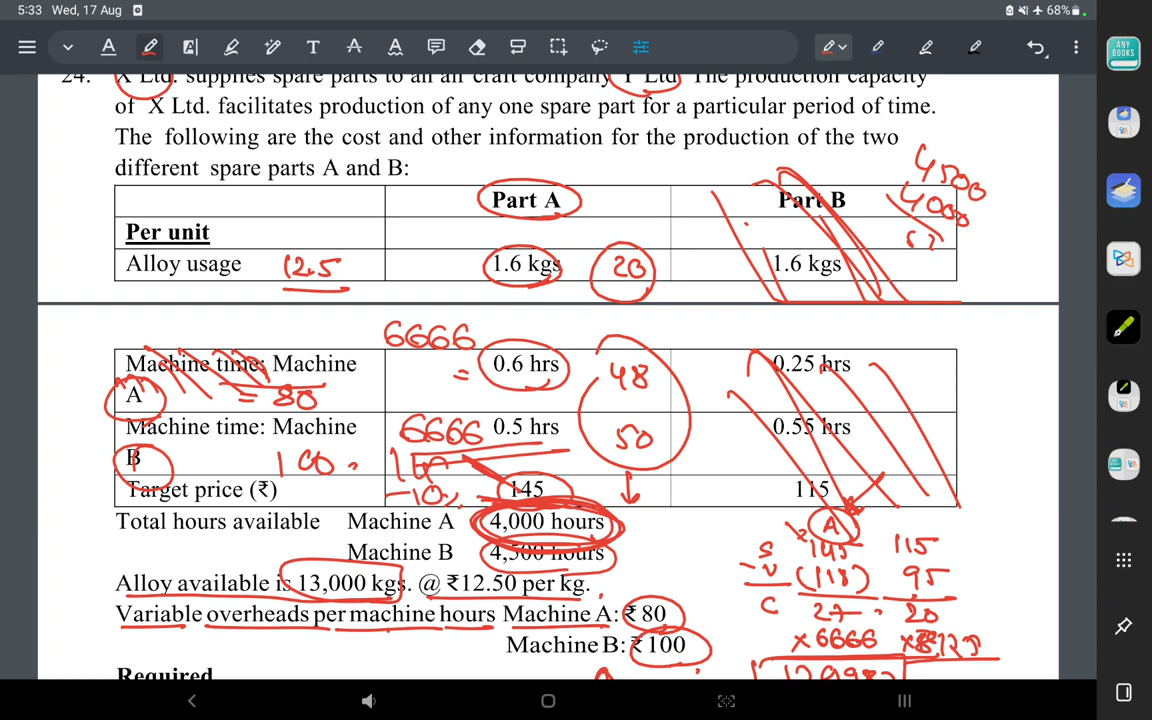 5:33 Wed, 17 Aug
68%
ANY BOOKS
24. X Ltd. supplies spare parts to an air craft company Y Ltd. The production capacity
of X Ltd. facilitates production of any one spare part for a particular period of time.
The following are the cost and other information for the production of the two
different spare parts A and B:
4500
4000
Part A Part B
Per unit
Alloy usage 12.5 1.6 kgs 20 1.6 kgs
6666
Machine time: Machine A = 80 = 0.6 hrs 48 0.25 hrs
Machine time: Machine B 100 6666 0.5 hrs 50 0.55 hrs
Target price (₹) -10% 145 115
Total hours available Machine A 4,000 hours
Machine B 4,500 hours
Alloy available is 13,000 kgs. @ ₹12.50 per kg.
Variable overheads per machine hours Machine A: ₹ 80
Machine B: ₹ 100
Required
A
S 145 115
- V (118) 95
C 27 20
x 6666